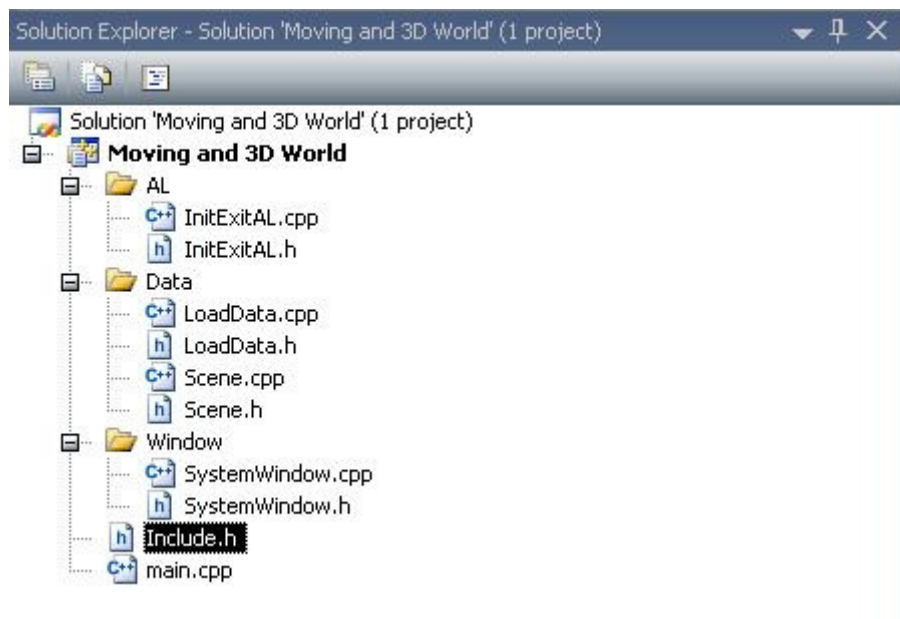 Solution Explorer - Solution 'Moving and 3D World' (1 project)
Solution 'Moving and 3D World' (1 project)
Moving and 3D World
AL
C++ InitExitAL.cpp
h InitExitAL.h
Data
C++ LoadData.cpp
h LoadData.h
C++ Scene.cpp
h Scene.h
Window
C++ SystemWindow.cpp
h SystemWindow.h
h Include.h
C++ main.cpp